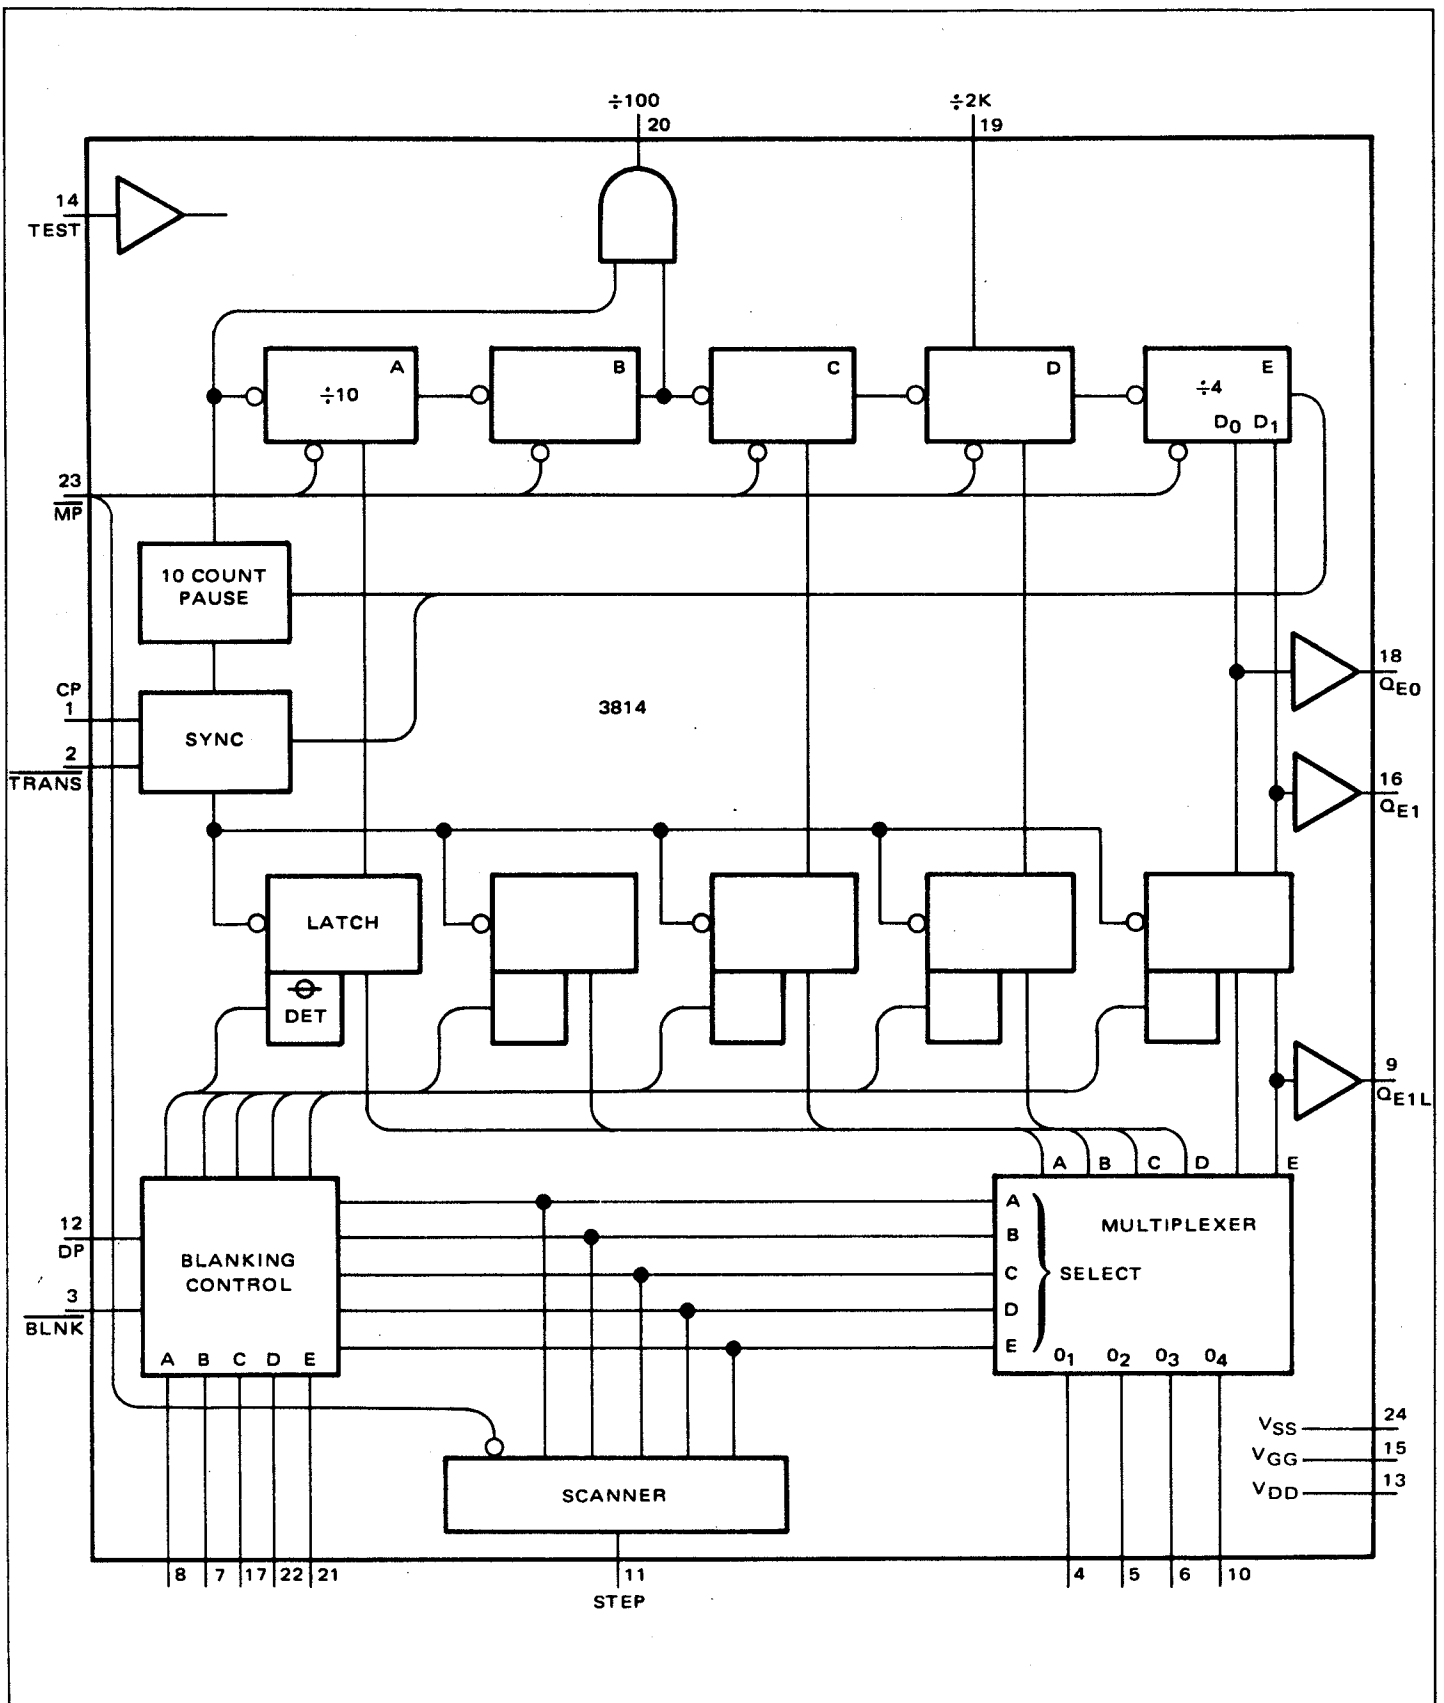 ÷100
20
÷2K
19
14
TEST
A
÷10
B
C
D
E
÷4
D0 D1
23
MP
10 COUNT
PAUSE
CP
1
SYNC
2
TRANS
3814
18
QE0
16
QE1
LATCH
DET
9
QE1L
A B C D E
12
DP
BLANKING
CONTROL
3
BLNK
A B C D E
A
B
C
D
E
SELECT
MULTIPLEXER
01 02 03 04
SCANNER
VSS 24
VGG 15
VDD 13
8 7 17 22 21
11
STEP
4 5 6 10